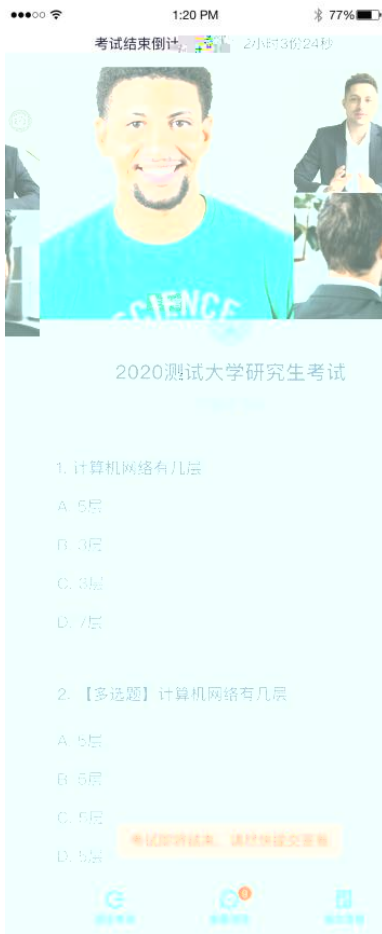 1:20 PM
77%
考试结束倒计 2小时3份24秒
SCIENCE
2020测试大学研究生考试
1. 计算机网络有几层
A. 5层
B. 3层
C. 3层
D. 7层
2. 【多选题】计算机网络有几层
A. 5层
B. 5层
C. 5层
D. 5层
考试即将结束，请尽快提交答卷